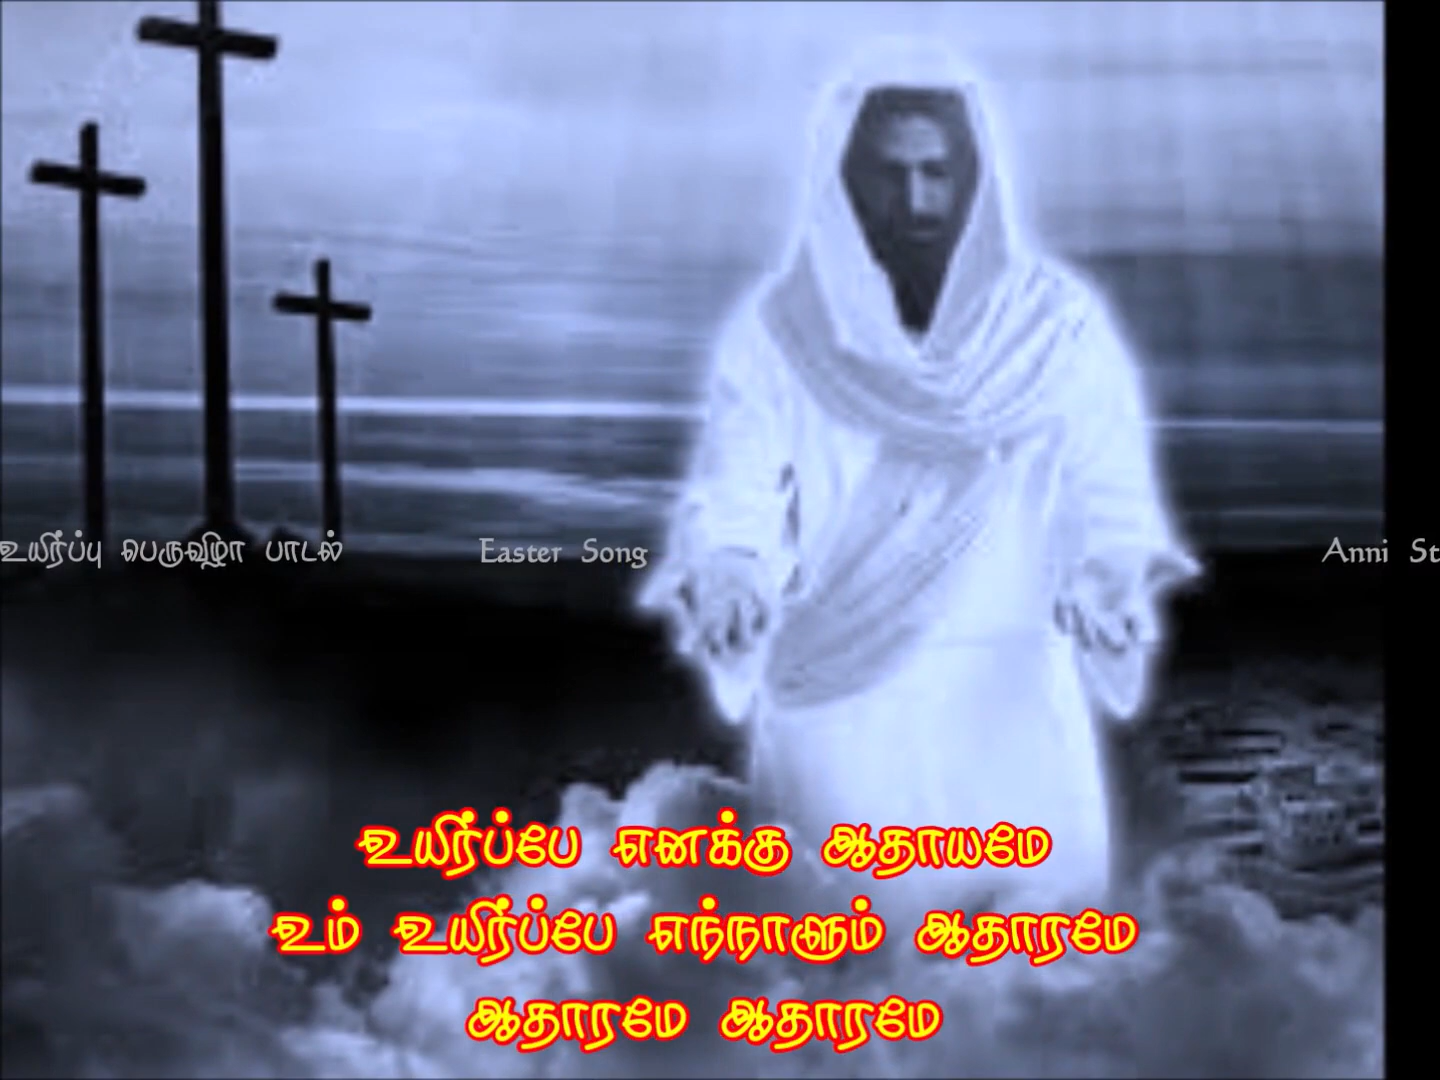 உயிர்ப்பு பெருவிழா பாடல் Easter Song Anni St
உயிர்ப்பே எனக்கு ஆதாயமே
உம் உயிர்ப்பே எந்நாளும் ஆதாரமே
ஆதாரமே ஆதாரமே